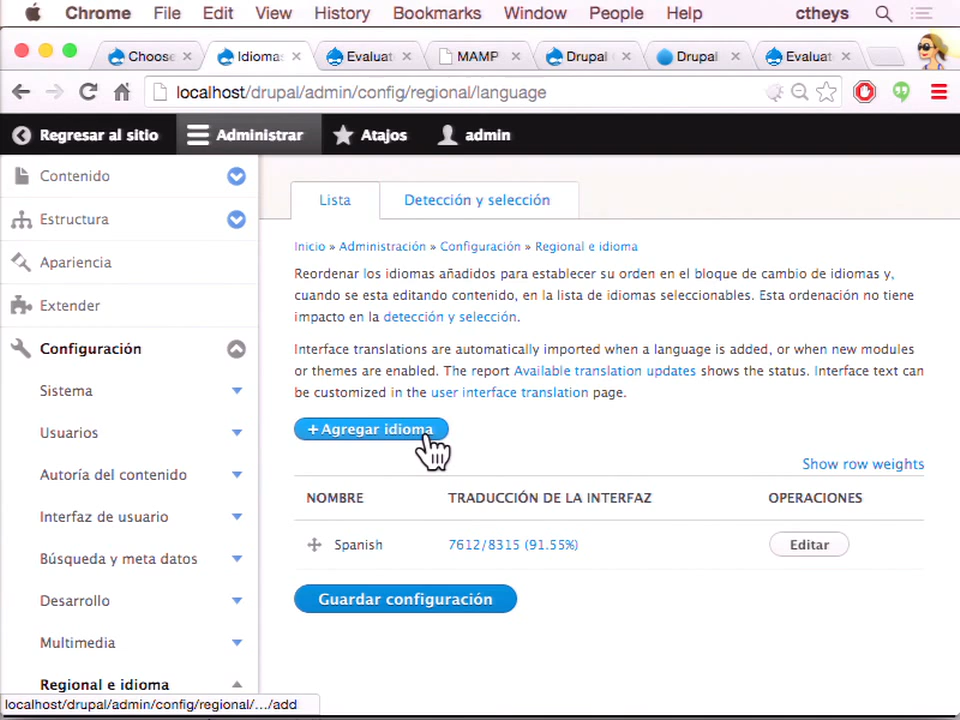 Chrome File Edit View History Bookmarks Window People Help ctheys
Choose Idiomas Evaluat MAMP Drupal Drupal Evaluat
localhost/drupal/admin/config/regional/language
Regresar al sitio Administrar Atajos admin
Contenido
Estructura
Apariencia
Extender
Configuración
Sistema
Usuarios
Autoría del contenido
Interfaz de usuario
Búsqueda y meta datos
Desarrollo
Multimedia
Regional e idioma
localhost/drupal/admin/config/regional/.../add
Lista Detección y selección
Inicio » Administración » Configuración » Regional e idioma
Reordenar los idiomas añadidos para establecer su orden en el bloque de cambio de idiomas y,
cuando se esta editando contenido, en la lista de idiomas seleccionables. Esta ordenación no tiene
impacto en la detección y selección.
Interface translations are automatically imported when a language is added, or when new modules
or themes are enabled. The report Available translation updates shows the status. Interface text can
be customized in the user interface translation page.
+ Agregar idioma
Show row weights
NOMBRE TRADUCCIÓN DE LA INTERFAZ OPERACIONES
Spanish 7612/8315 (91.55%) Editar
Guardar configuración